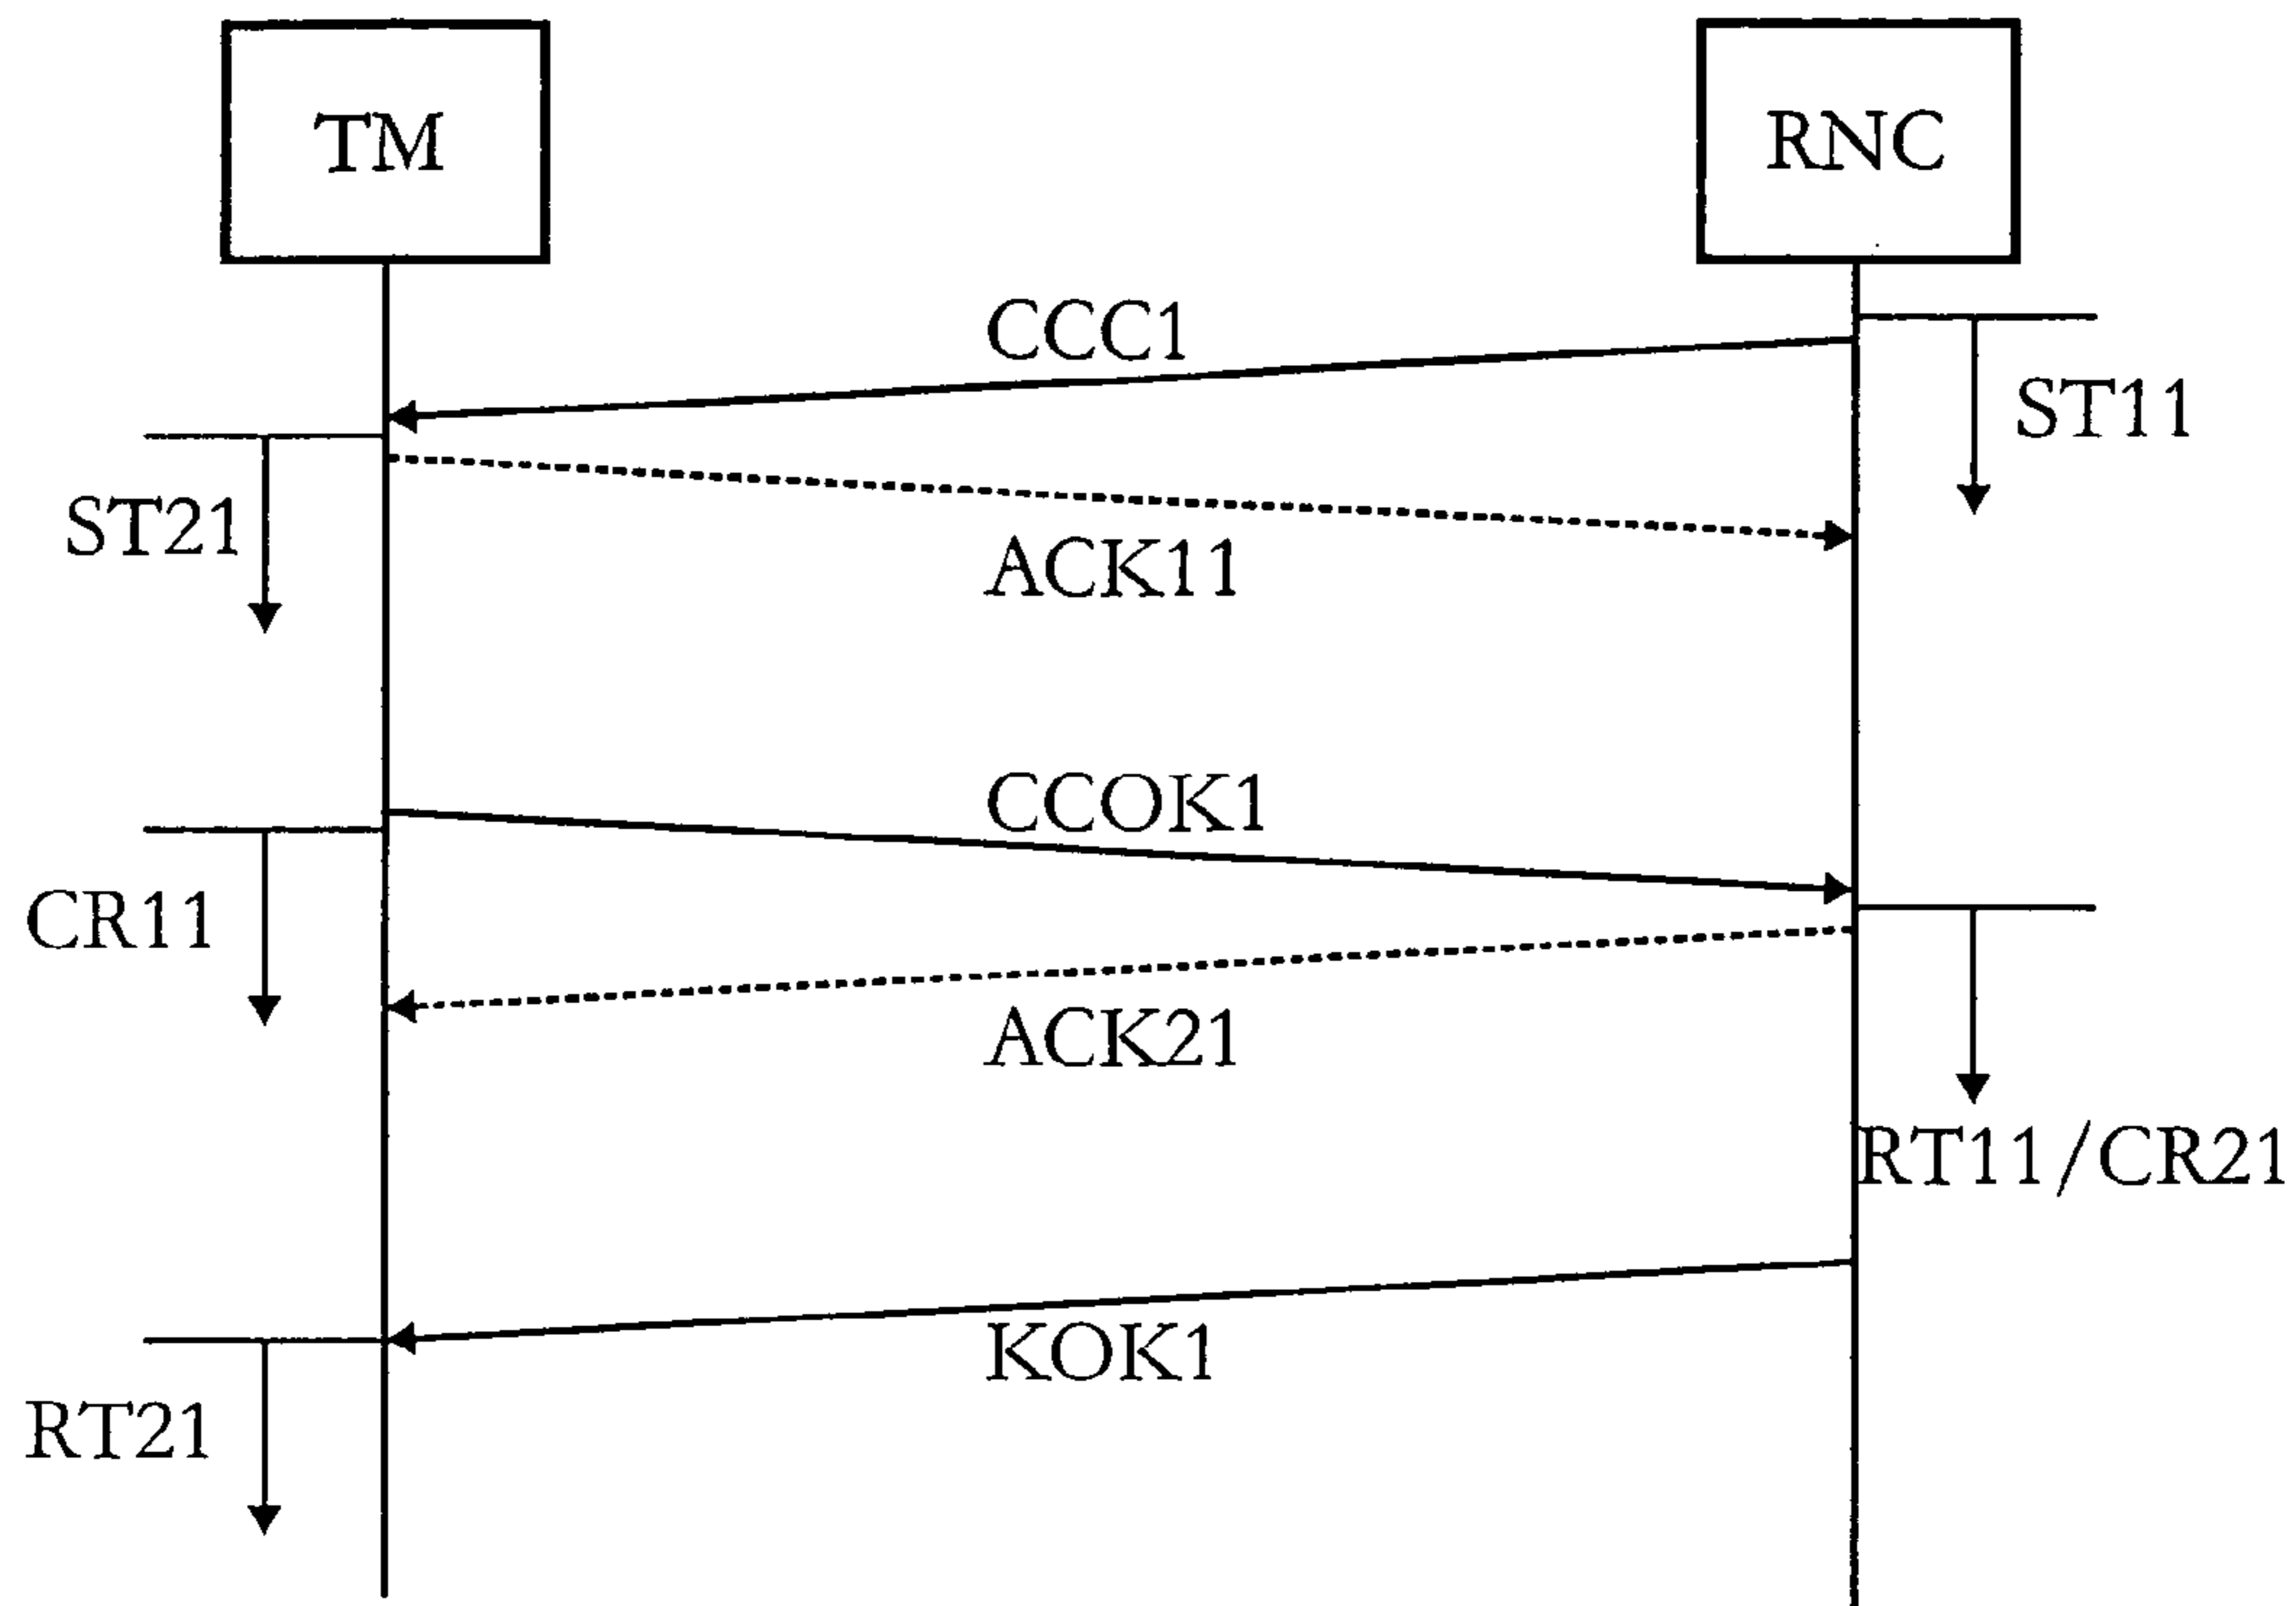 TM
RNC
CCC1
ST11
ST21
ACK11
CCOK1
CR11
ACK21
RT11/CR21
KOK1
RT21